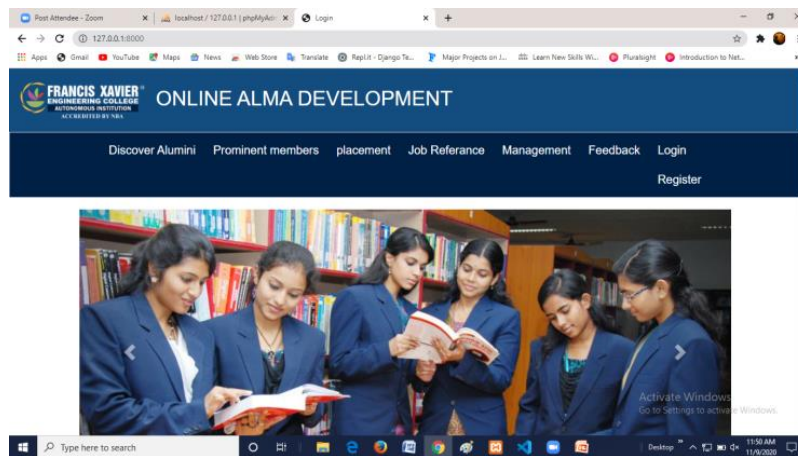 Post Attendee - Zoom
localhost / 127.0.0.1 | phpMyAdm
Login
127.0.0.1:8000
Apps Gmail YouTube Maps News Web Store Translate Repl.it - Django Te... Major Projects on J... Learn New Skills Wi... Pluralsight Introduction to Net...
FRANCIS XAVIER
ENGINEERING COLLEGE
AUTONOMOUS INSTITUTION
ACCREDITED BY NBA
ONLINE ALMA DEVELOPMENT
Discover Alumini Prominent members placement Job Referance Management Feedback Login
Register
Activate Windows
Go to Settings to activate Windows.
Type here to search
Desktop
11:50 AM
11/9/2020